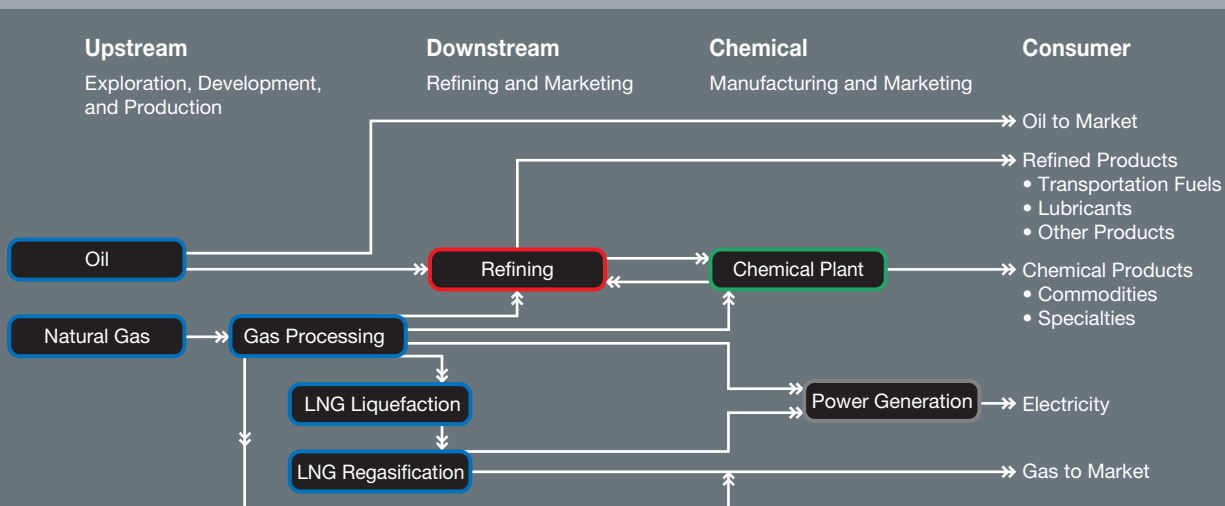 Upstream
Exploration, Development,
and Production
Downstream
Refining and Marketing
Chemical
Manufacturing and Marketing
Consumer
Oil to Market
Refined Products
• Transportation Fuels
• Lubricants
• Other Products
Oil
Refining
Chemical Plant
Chemical Products
• Commodities
• Specialties
Natural Gas
Gas Processing
LNG Liquefaction
Power Generation
Electricity
LNG Regasification
Gas to Market